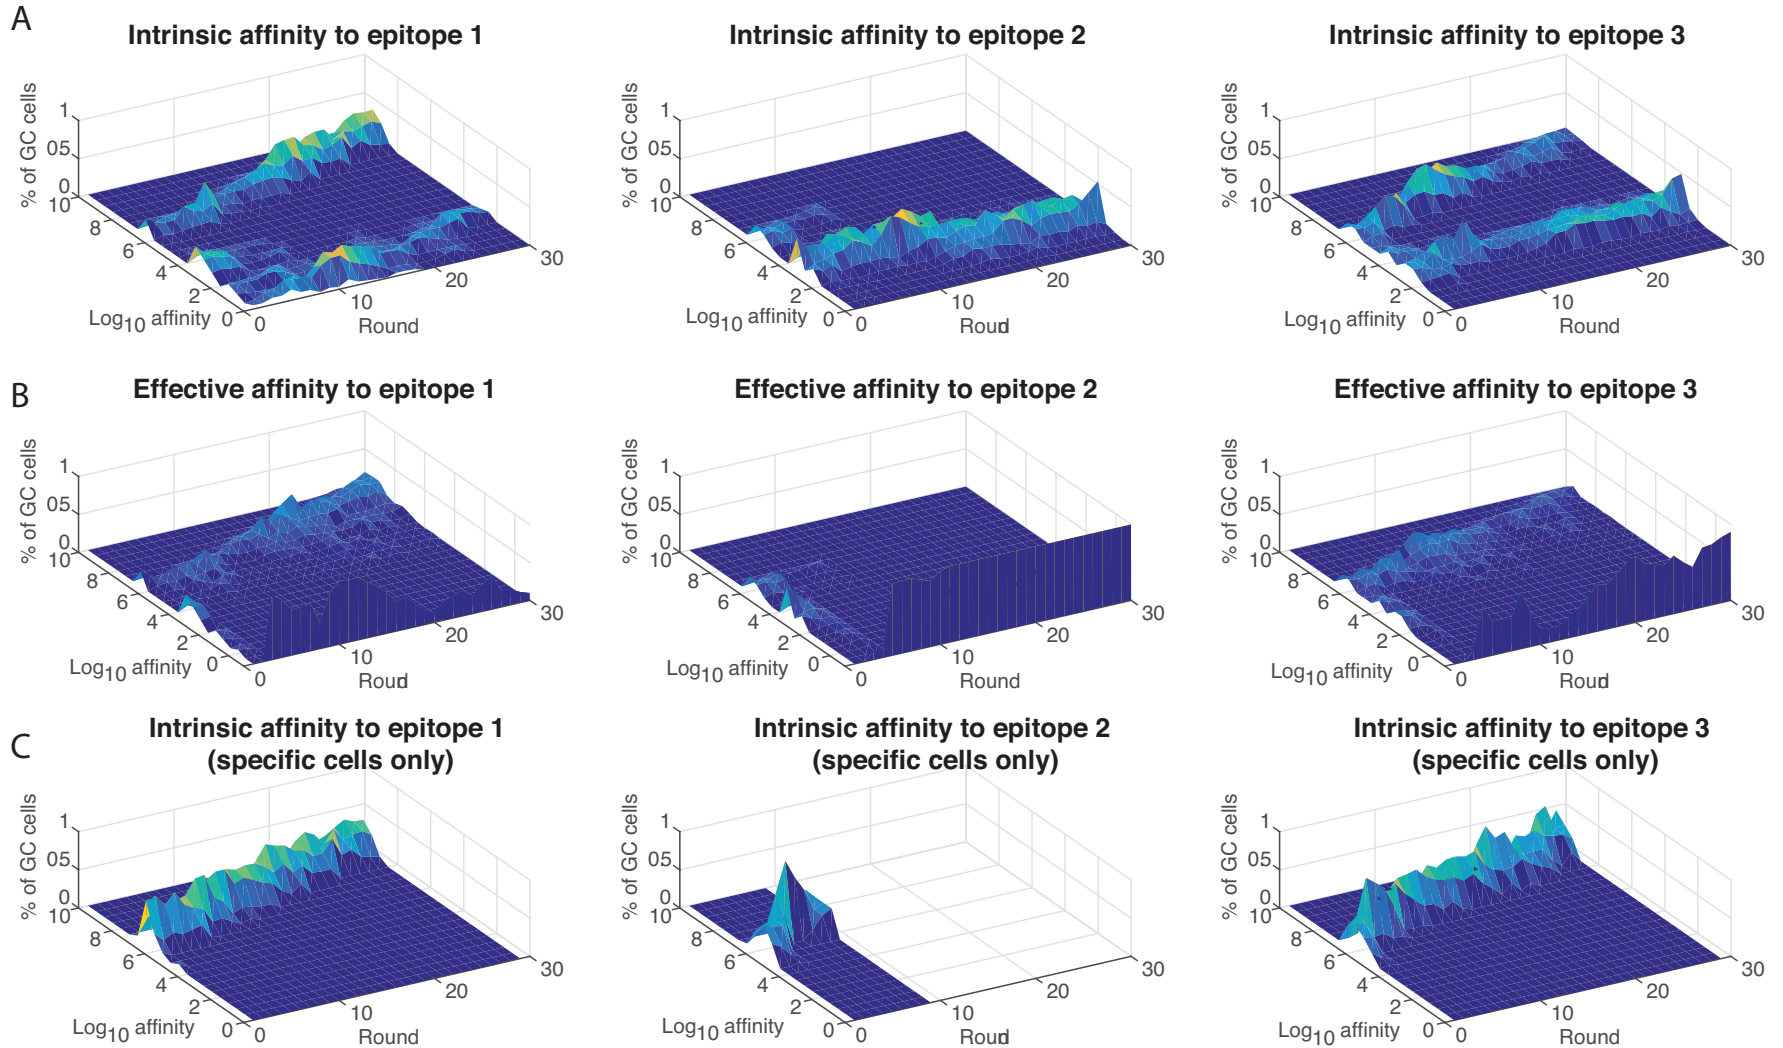 A
Intrinsic affinity to epitope 1
Intrinsic affinity to epitope 2
Intrinsic affinity to epitope 3
% of GC cells
1
05
0
10
8
6
4
2
0
Log10 affinity
0
10
20
30
Round
% of GC cells
1
05
0
10
8
6
4
2
0
Log10 affinity
0
10
20
30
Round
% of GC cells
1
05
0
10
8
6
4
2
0
Log10 affinity
0
10
20
30
Round
B
Effective affinity to epitope 1
Effective affinity to epitope 2
Effective affinity to epitope 3
% of GC cells
1
05
0
10
8
6
4
2
0
Log10 affinity
0
10
20
30
Round
% of GC cells
1
05
0
10
8
6
4
2
0
Log10 affinity
0
10
20
30
Round
% of GC cells
1
05
0
10
8
6
4
2
0
Log10 affinity
0
10
20
30
Round
C
Intrinsic affinity to epitope 1
(specific cells only)
Intrinsic affinity to epitope 2
(specific cells only)
Intrinsic affinity to epitope 3
(specific cells only)
% of GC cells
1
05
0
10
8
6
4
2
0
Log10 affinity
0
10
20
30
Round
% of GC cells
1
05
0
10
8
6
4
2
0
Log10 affinity
0
10
20
30
Round
% of GC cells
1
05
0
10
8
6
4
2
0
Log10 affinity
0
10
20
30
Round